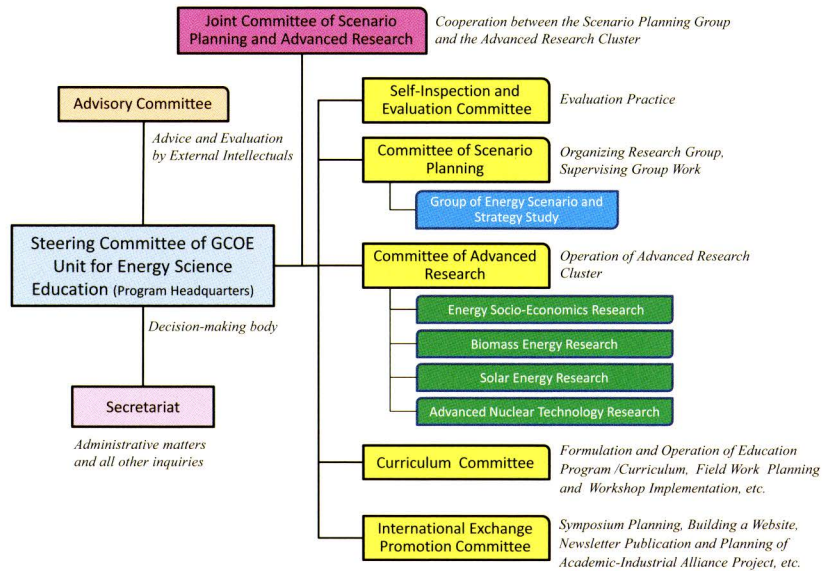 Joint Committee of Scenario
Planning and Advanced Research
Cooperation between the Scenario Planning Group
and the Advanced Research Cluster
Advisory Committee
Advice and Evaluation
by External Intellectuals
Self-Inspection and
Evaluation Committee
Evaluation Practice
Committee of Scenario
Planning
Organizing Research Group,
Supervising Group Work
Group of Energy Scenario and
Strategy Study
Steering Committee of GCOE
Unit for Energy Science
Education (Program Headquarters)
Decision-making body
Committee of Advanced
Research
Operation of Advanced Research
Cluster
Energy Socio-Economics Research
Biomass Energy Research
Solar Energy Research
Advanced Nuclear Technology Research
Secretariat
Administrative matters
and all other inquiries
Curriculum Committee
Formulation and Operation of Education
Program /Curriculum, Field Work Planning
and Workshop Implementation, etc.
International Exchange
Promotion Committee
Symposium Planning, Building a Website,
Newsletter Publication and Planning of
Academic-Industrial Alliance Project, etc.